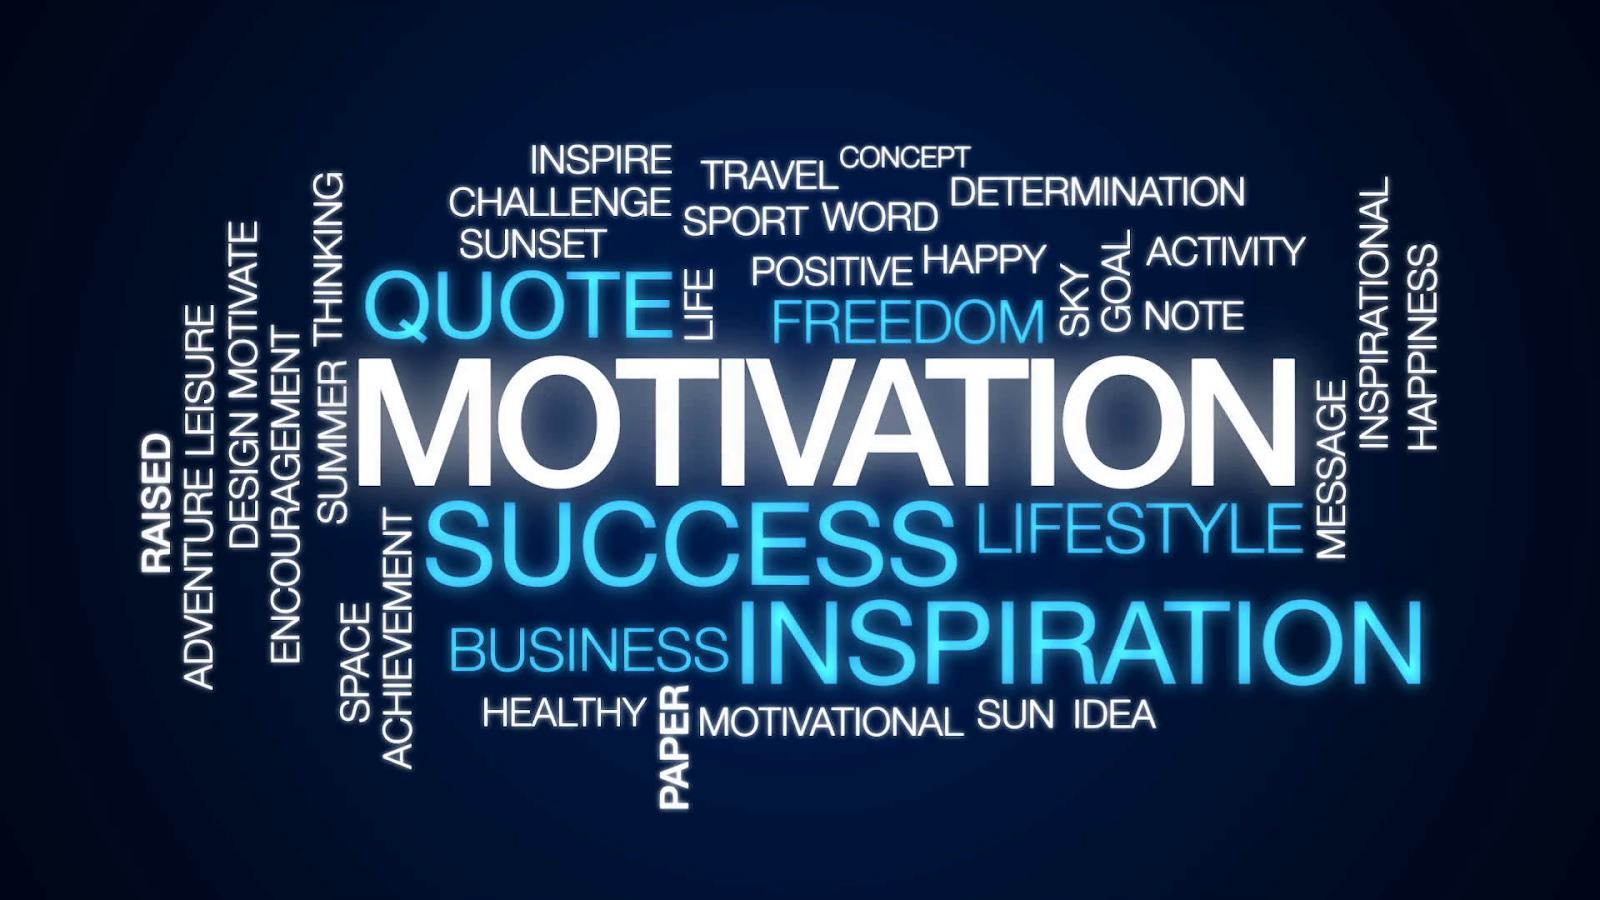 INSPIRE
TRAVEL
CONCEPT
CHALLENGE
SPORT
WORD
DETERMINATION
SUNSET
POSITIVE
HAPPY
SKY
GOAL
ACTIVITY
QUOTE
LIFE
FREEDOM
NOTE
MOTIVATION
SUCCESS
LIFESTYLE
BUSINESS
INSPIRATION
HEALTHY
PAPER
MOTIVATIONAL
SUN
IDEA
RAISED
ADVENTURE LEISURE
DESIGN MOTIVATE
ENCOURAGEMENT
SUMMER THINKING
SPACE
ACHIEVEMENT
MESSAGE
INSPIRATIONAL
HAPPINESS